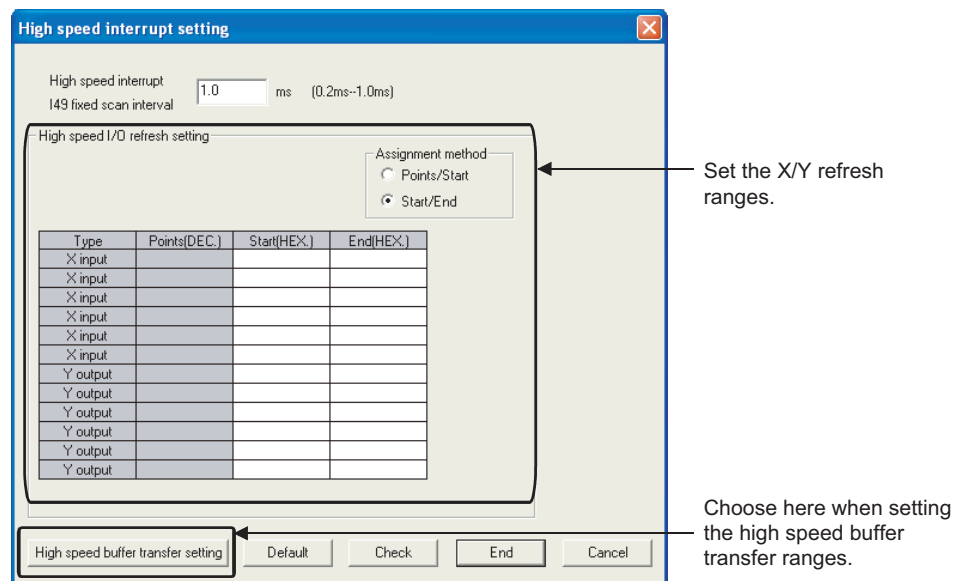 High speed interrupt setting
High speed interrupt
I49 fixed scan interval
1.0
ms
(0.2ms--1.0ms)
High speed I/O refresh setting
Assignment method
Points/Start
Start/End
Type Points(DEC.) Start(HEX.) End(HEX.)
X input
X input
X input
X input
X input
X input
Y output
Y output
Y output
Y output
Y output
Y output
High speed buffer transfer setting
Default
Check
End
Cancel
Set the X/Y refresh
ranges.
Choose here when setting
the high speed buffer
transfer ranges.